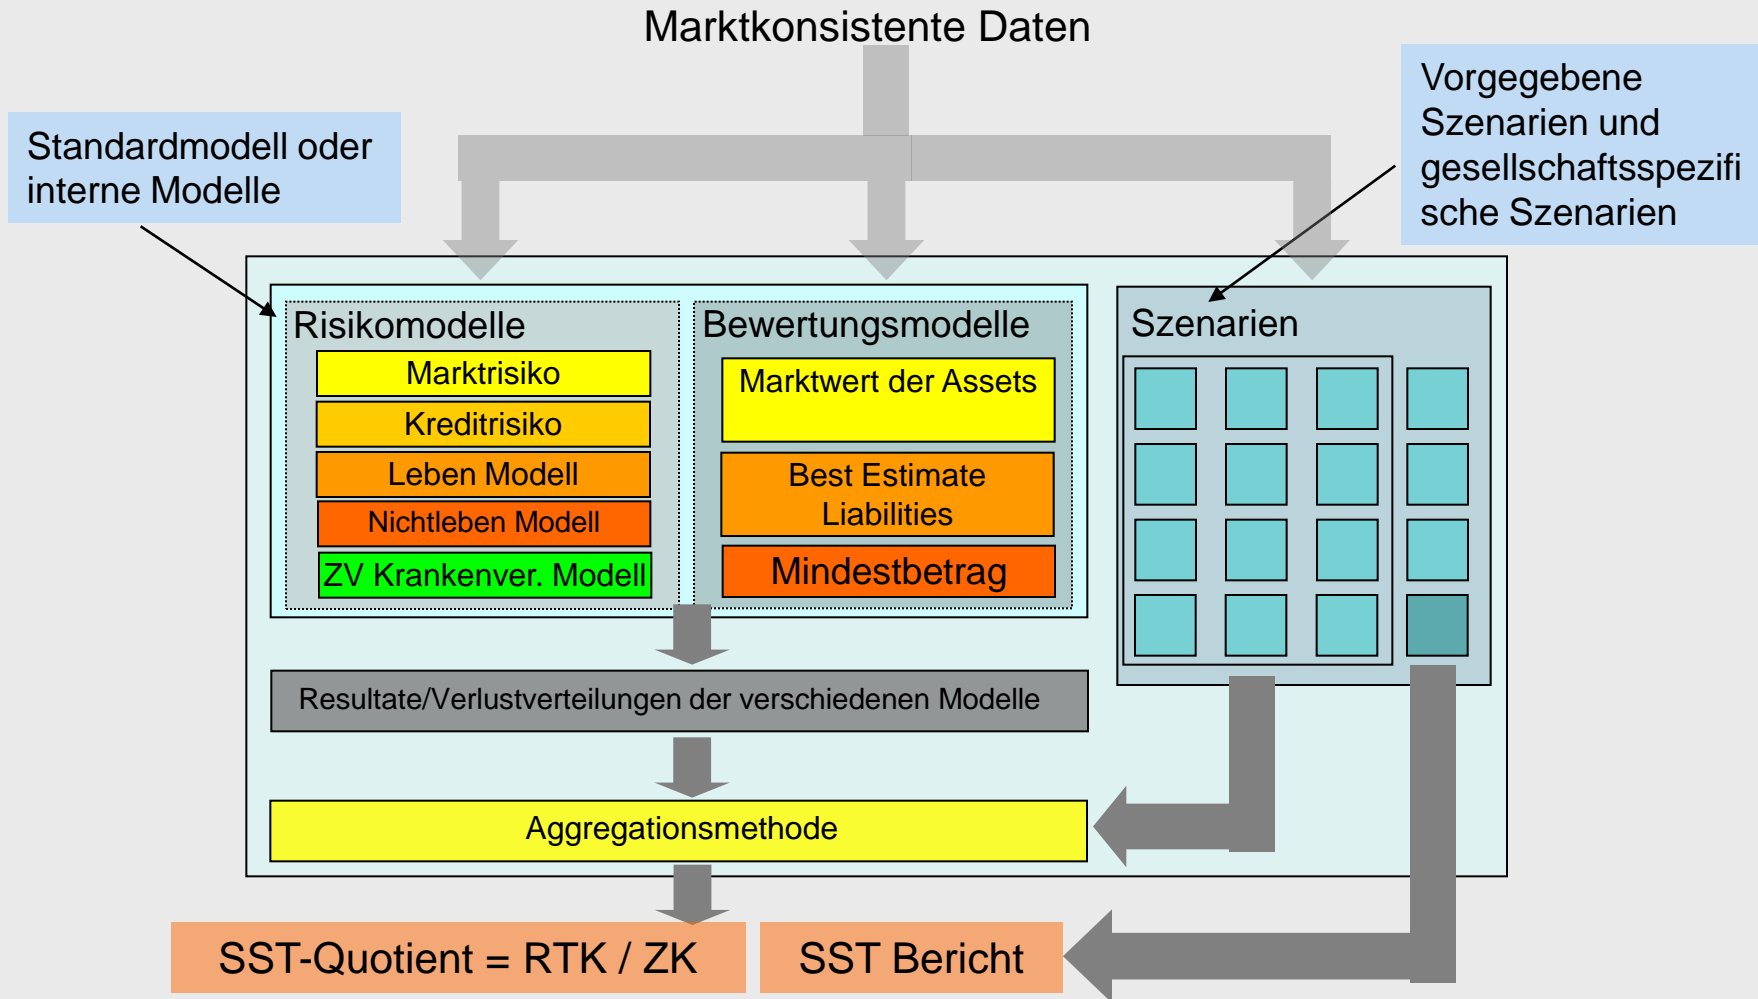 Marktkonsistente Daten
Vorgegebene
Szenarien und
gesellschaftsspezifi
sche Szenarien
Standardmodell oder
interne Modelle
Risikomodelle
Marktrisiko
Kreditrisiko
Leben Modell
Nichtleben Modell
ZV Krankenver. Modell
Bewertungsmodelle
Marktwert der Assets
Best Estimate
Liabilities
Mindestbetrag
Szenarien
Resultate/Verlustverteilungen der verschiedenen Modelle
Aggregationsmethode
SST-Quotient = RTK / ZK
SST Bericht